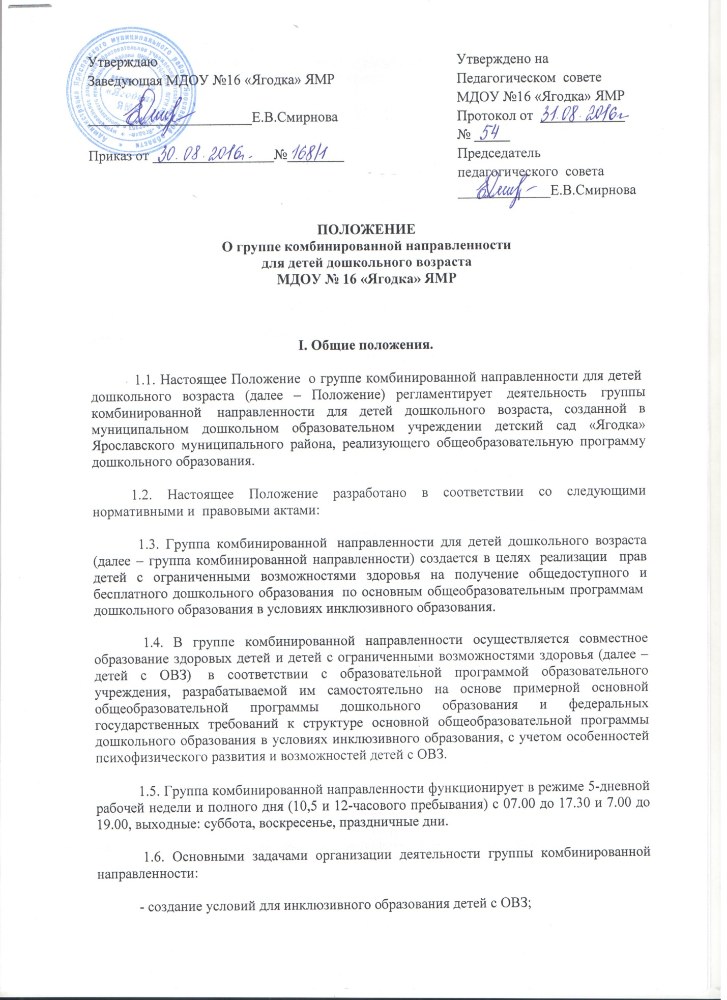 Утверждаю
Заведующая МДОУ №16 «Ягодка» ЯМР
Е.В.Смирнова
Приказ от 30.08.2016г. № 168/1
Утверждено на
Педагогическом совете
МДОУ №16 «Ягодка» ЯМР
Протокол от 31.08.2016г
№ 54
Председатель
педагогического совета
Е.В.Смирнова
ПОЛОЖЕНИЕ
О группе комбинированной направленности
для детей дошкольного возраста
МДОУ № 16 «Ягодка» ЯМР
I. Общие положения.
1.1. Настоящее Положение о группе комбинированной направленности для детей
дошкольного возраста (далее – Положение) регламентирует деятельность группы
комбинированной направленности для детей дошкольного возраста, созданной в
муниципальном дошкольном образовательном учреждении детский сад «Ягодка»
Ярославского муниципального района, реализующего общеобразовательную программу
дошкольного образования.
1.2. Настоящее Положение разработано в соответствии со следующими
нормативными и правовыми актами:
1.3. Группа комбинированной направленности для детей дошкольного возраста
(далее – группа комбинированной направленности) создается в целях реализации прав
детей с ограниченными возможностями здоровья на получение общедоступного и
бесплатного дошкольного образования по основным общеобразовательным программам
дошкольного образования в условиях инклюзивного образования.
1.4. В группе комбинированной направленности осуществляется совместное
образование здоровых детей и детей с ограниченными возможностями здоровья (далее –
детей с ОВЗ) в соответствии с образовательной программой образовательного
учреждения, разрабатываемой им самостоятельно на основе примерной основной
общеобразовательной программы дошкольного образования и федеральных
государственных требований к структуре основной общеобразовательной программы
дошкольного образования в условиях инклюзивного образования, с учетом особенностей
психофизического развития и возможностей детей с ОВЗ.
1.5. Группа комбинированной направленности функционирует в режиме 5-дневной
рабочей недели и полного дня (10,5 и 12-часового пребывания) с 07.00 до 17.30 и 7.00 до
19.00, выходные: суббота, воскресенье, праздничные дни.
1.6. Основными задачами организации деятельности группы комбинированной
направленности:
- создание условий для инклюзивного образования детей с ОВЗ;